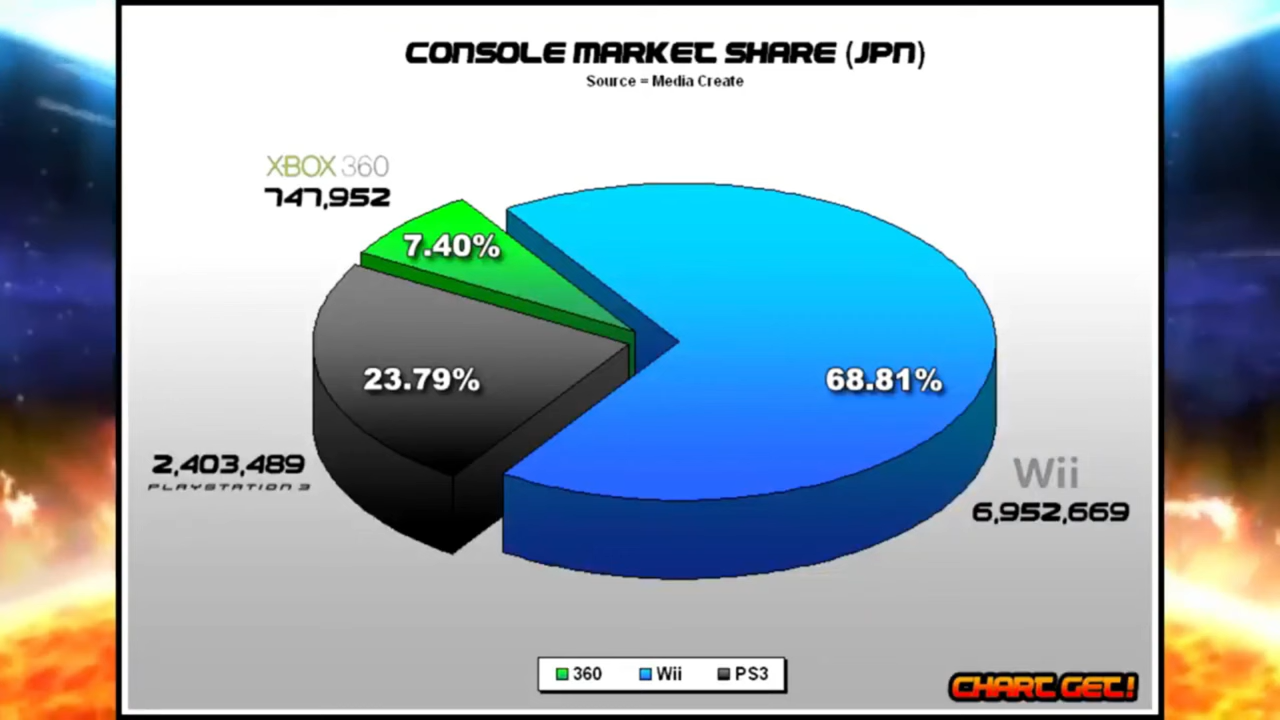 CONSOLE MARKET SHARE (JPN)
Source = Media Create
XBOX 360
747,952
7.40%
23.79%
68.81%
2,403,489
PLAYSTATION 3
Wii
6,952,669
360 Wii PS3
CHART GET!